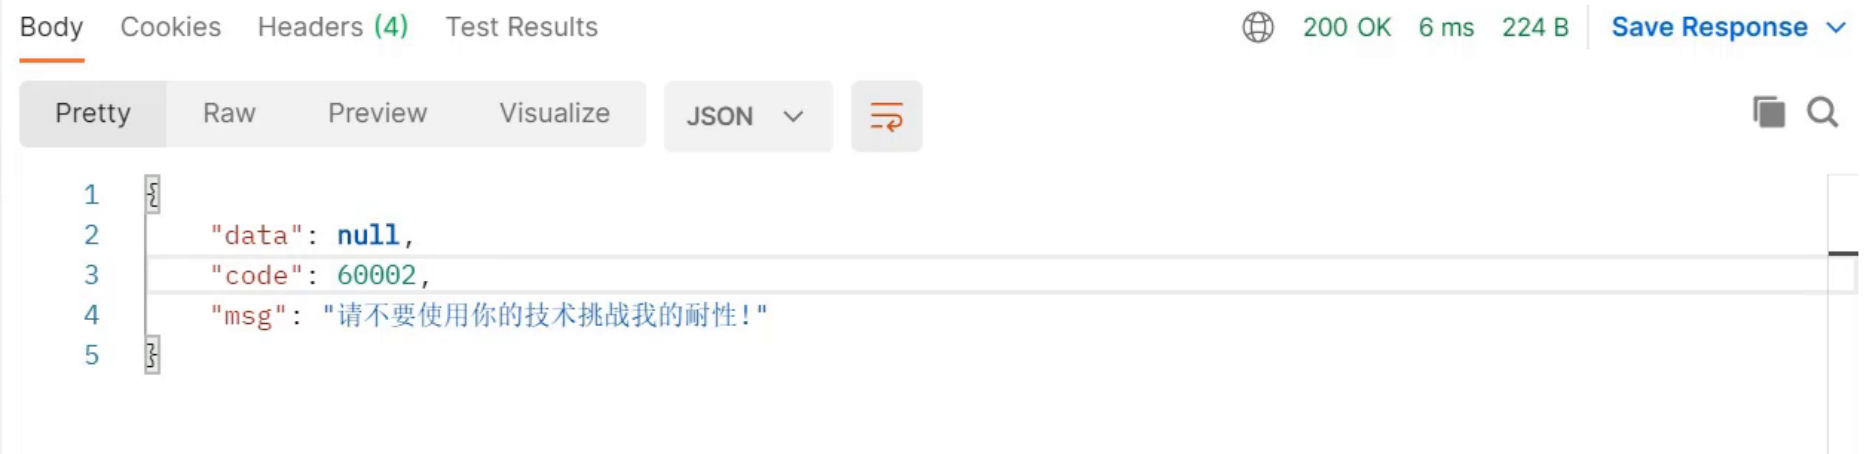 Body Cookies Headers (4) Test Results 200 OK 6 ms 224 B Save Response
Pretty Raw Preview Visualize JSON
1 {
2 "data": null,
3 "code": 60002,
4 "msg": "请不要使用你的技术挑战我的耐性!"
5 }